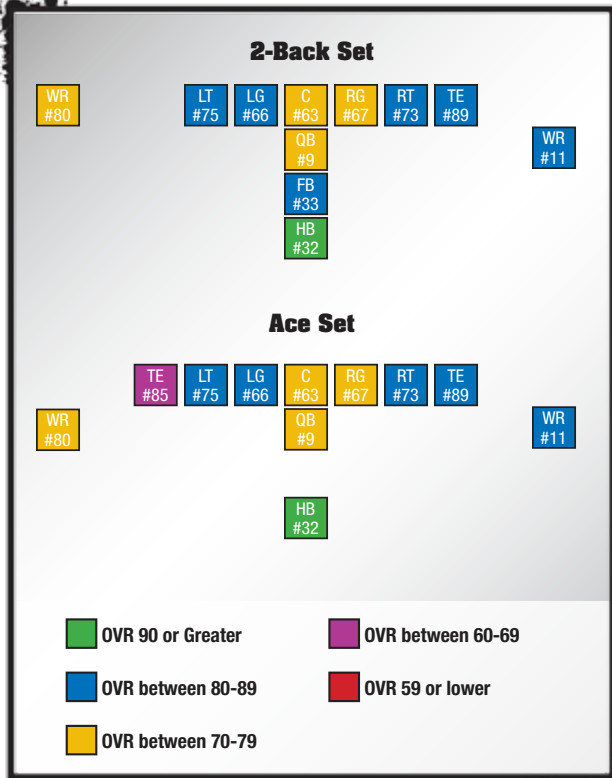 2-Back Set
WR LT LG C RG RT TE
#80 #75 #66 #63 #67 #73 #89
QB WR
#9 #11
FB
#33
HB
#32
Ace Set
TE LT LG C RG RT TE
#85 #75 #66 #63 #67 #73 #89
WR QB WR
#80 #9 #11
HB
#32
OVR 90 or Greater
OVR between 60-69
OVR between 80-89
OVR 59 or lower
OVR between 70-79